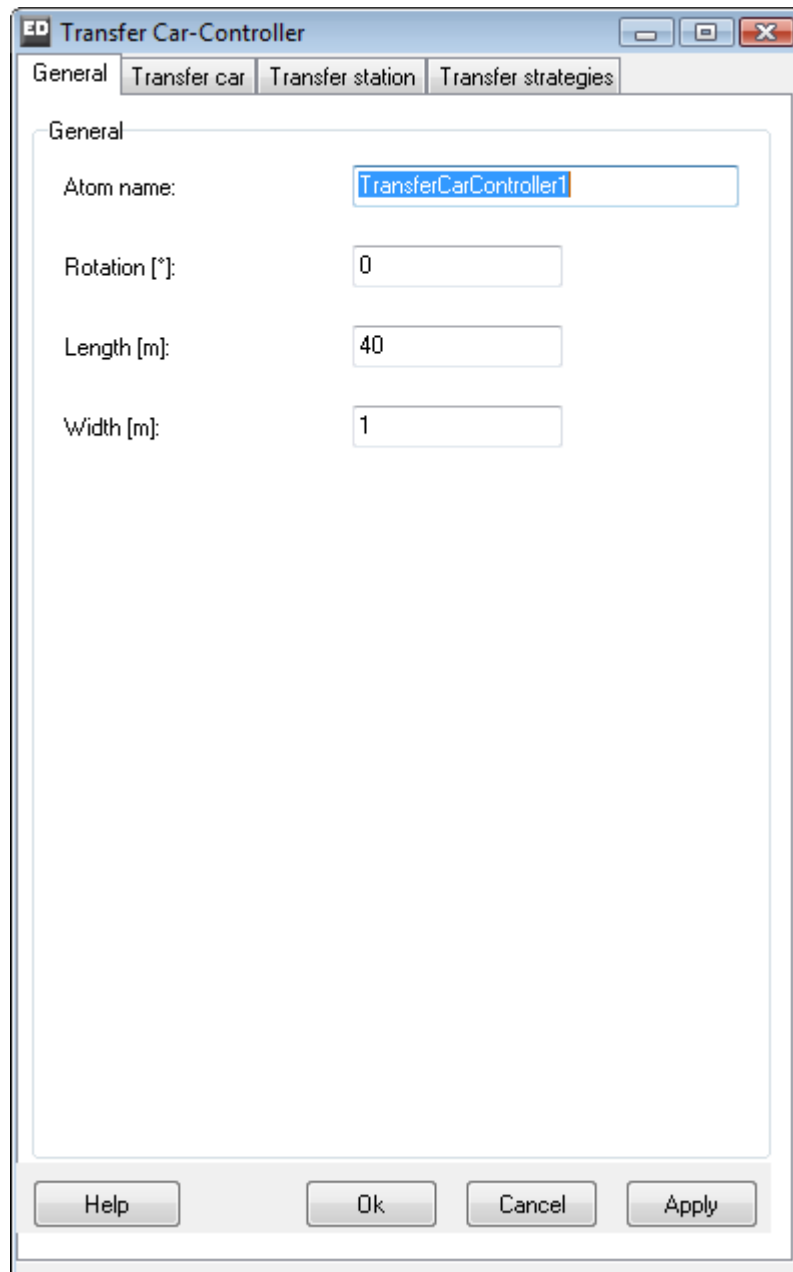 ED Transfer Car-Controller
General Transfer car Transfer station Transfer strategies
General
Atom name: TransferCarController1
Rotation [°]: 0
Length [m]: 40
Width [m]: 1
Help Ok Cancel Apply